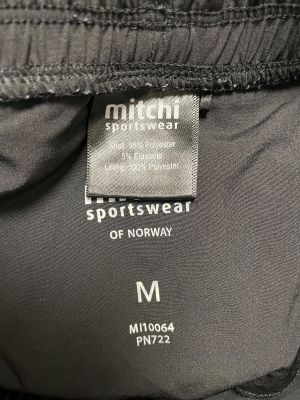 mitchi
sportswear
Shell: 95% Polyester
5% Elastane
Lining: 100% Polyester
sportswear
OF NORWAY
M
MI10064
PN722